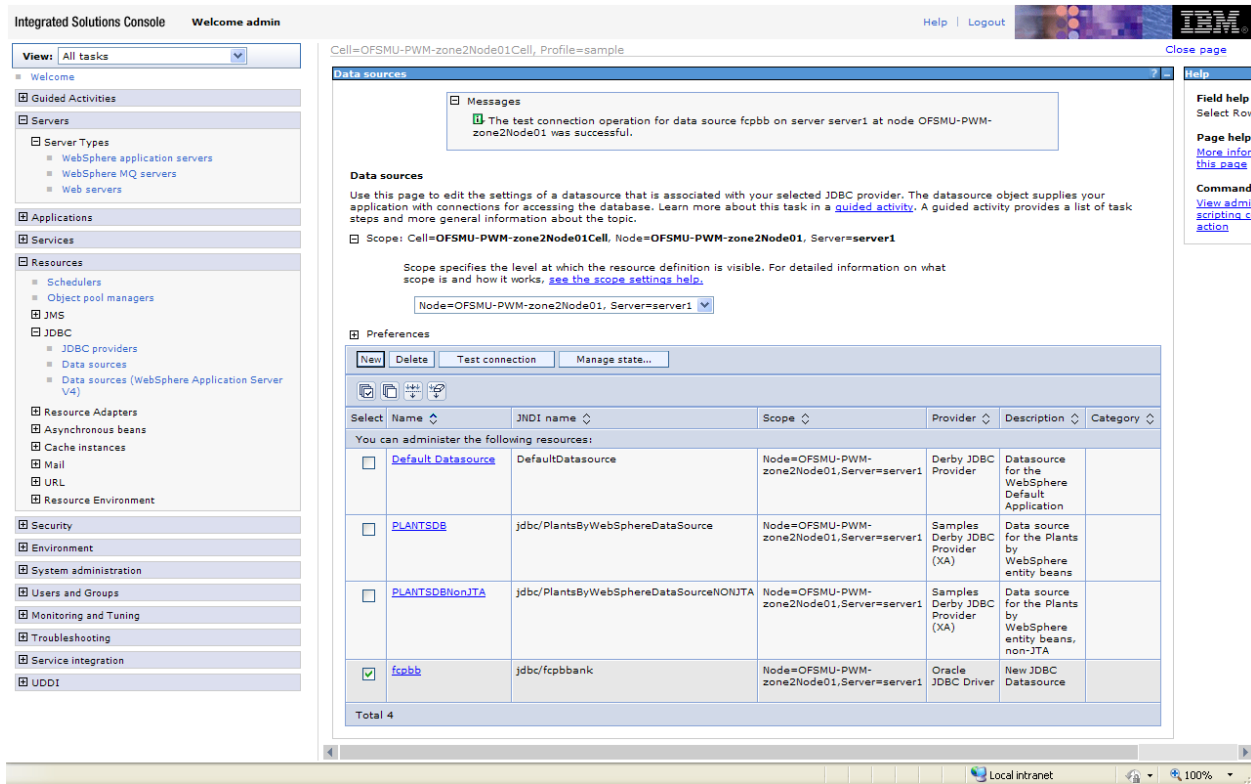 Integrated Solutions Console Welcome admin
Help | Logout
IBM.
View: All tasks
Welcome
Guided Activities
Servers
Server Types
WebSphere application servers
WebSphere MQ servers
Web servers
Applications
Services
Resources
Schedulers
Object pool managers
JMS
JDBC
JDBC providers
Data sources
Data sources (WebSphere Application Server
V4)
Resource Adapters
Asynchronous beans
Cache instances
Mail
URL
Resource Environment
Security
Environment
System administration
Users and Groups
Monitoring and Tuning
Troubleshooting
Service integration
UDDI
Cell=OFSMU-PWM-zone2Node01Cell, Profile=sample
Close page
Data sources
?
Messages
The test connection operation for data source fcpbb on server server1 at node OFSMU-PWM-
zone2Node01 was successful.
Data sources
Use this page to edit the settings of a datasource that is associated with your selected JDBC provider. The datasource object supplies your
application with connections for accessing the database. Learn more about this task in a guided activity. A guided activity provides a list of task
steps and more general information about the topic.
Scope: Cell=OFSMU-PWM-zone2Node01Cell, Node=OFSMU-PWM-zone2Node01, Server=server1
Scope specifies the level at which the resource definition is visible. For detailed information on what
scope is and how it works, see the scope settings help.
Node=OFSMU-PWM-zone2Node01, Server=server1
Preferences
New Delete Test connection Manage state...
Select Name JNDI name Scope Provider Description Category
You can administer the following resources:
Default Datasource DefaultDatasource Node=OFSMU-PWM- Derby JDBC Datasource
zone2Node01,Server=server1 Provider for the
WebSphere
Default
Application
PLANTSDB jdbc/PlantsByWebSphereDataSource Node=OFSMU-PWM- Samples Data source
zone2Node01,Server=server1 Derby JDBC for the Plants
Provider by
(XA) WebSphere
entity beans
PLANTSDBNonJTA jdbc/PlantsByWebSphereDataSourceNONJTA Node=OFSMU-PWM- Samples Data source
zone2Node01,Server=server1 Derby JDBC for the Plants
Provider by
(XA) WebSphere
entity beans,
non-JTA
fcpbb jdbc/fcpbbank Node=OFSMU-PWM- Oracle New JDBC
zone2Node01,Server=server1 JDBC Driver Datasource
Total 4
Help
Field help
Select Row
Page help
More infor
this page
Command
View admi
scripting c
action
Local intranet
100%